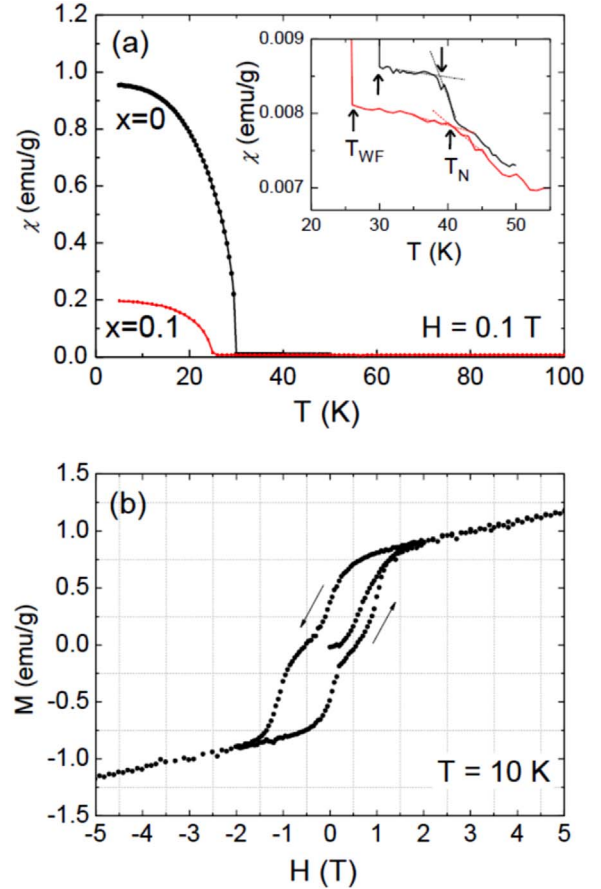 (a)
1.2
1.0
0.8
0.6
0.4
0.2
0.0
χ (emu/g)
x=0
x=0.1
H = 0.1 T
0 20 40 60 80 100
T (K)
0.009
0.008
0.007
χ (emu/g)
T_WF
T_N
20 30 40 50
T (K)
(b)
1.5
1.0
0.5
0.0
-0.5
-1.0
-1.5
M (emu/g)
T = 10 K
-5 -4 -3 -2 -1 0 1 2 3 4 5
H (T)